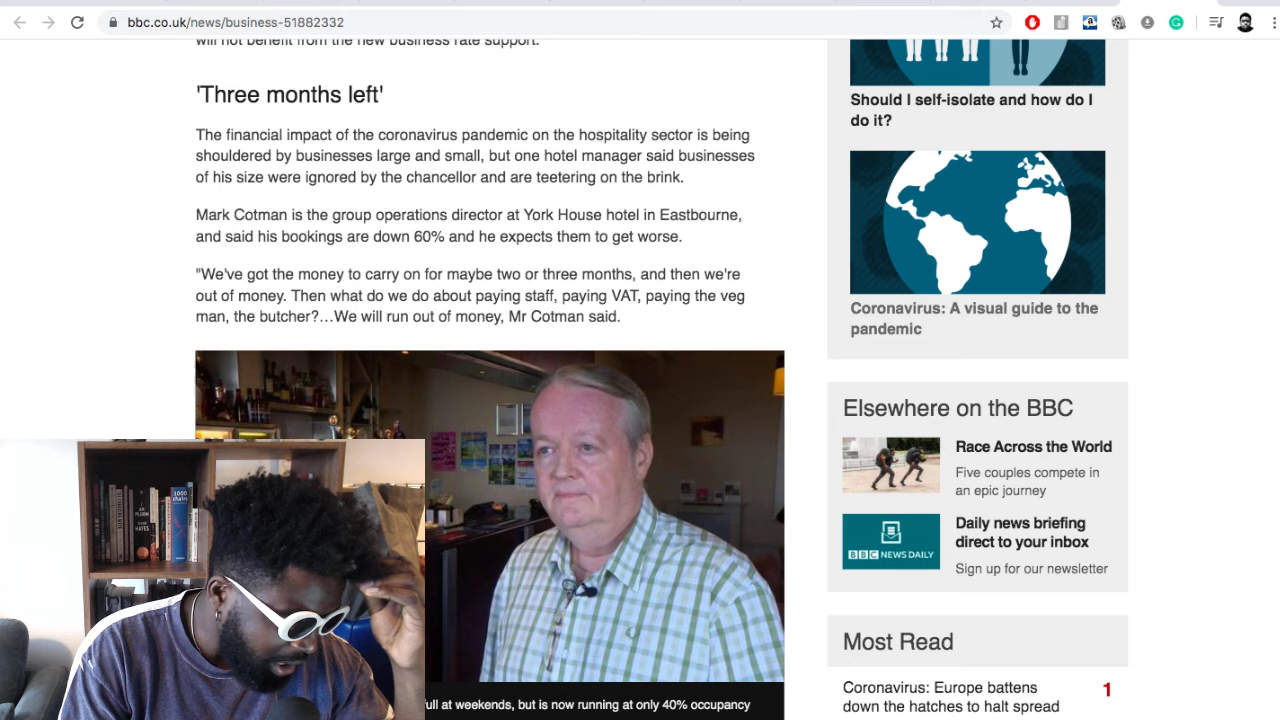 bbc.co.uk/news/business-51882332
will not benefit from the new business rate support.
'Three months left'
The financial impact of the coronavirus pandemic on the hospitality sector is being
shouldered by businesses large and small, but one hotel manager said businesses
of his size were ignored by the chancellor and are teetering on the brink.
Mark Cotman is the group operations director at York House hotel in Eastbourne,
and said his bookings are down 60% and he expects them to get worse.
"We've got the money to carry on for maybe two or three months, and then we're
out of money. Then what do we do about paying staff, paying VAT, paying the veg
man, the butcher?…We will run out of money, Mr Cotman said.
1000
chairs
full at weekends, but is now running at only 40% occupancy
Should I self-isolate and how do I
do it?
Coronavirus: A visual guide to the
pandemic
Elsewhere on the BBC
Race Across the World
Five couples compete in
an epic journey
BBC NEWS DAILY
Daily news briefing
direct to your inbox
Sign up for our newsletter
Most Read
Coronavirus: Europe battens
down the hatches to halt spread
1